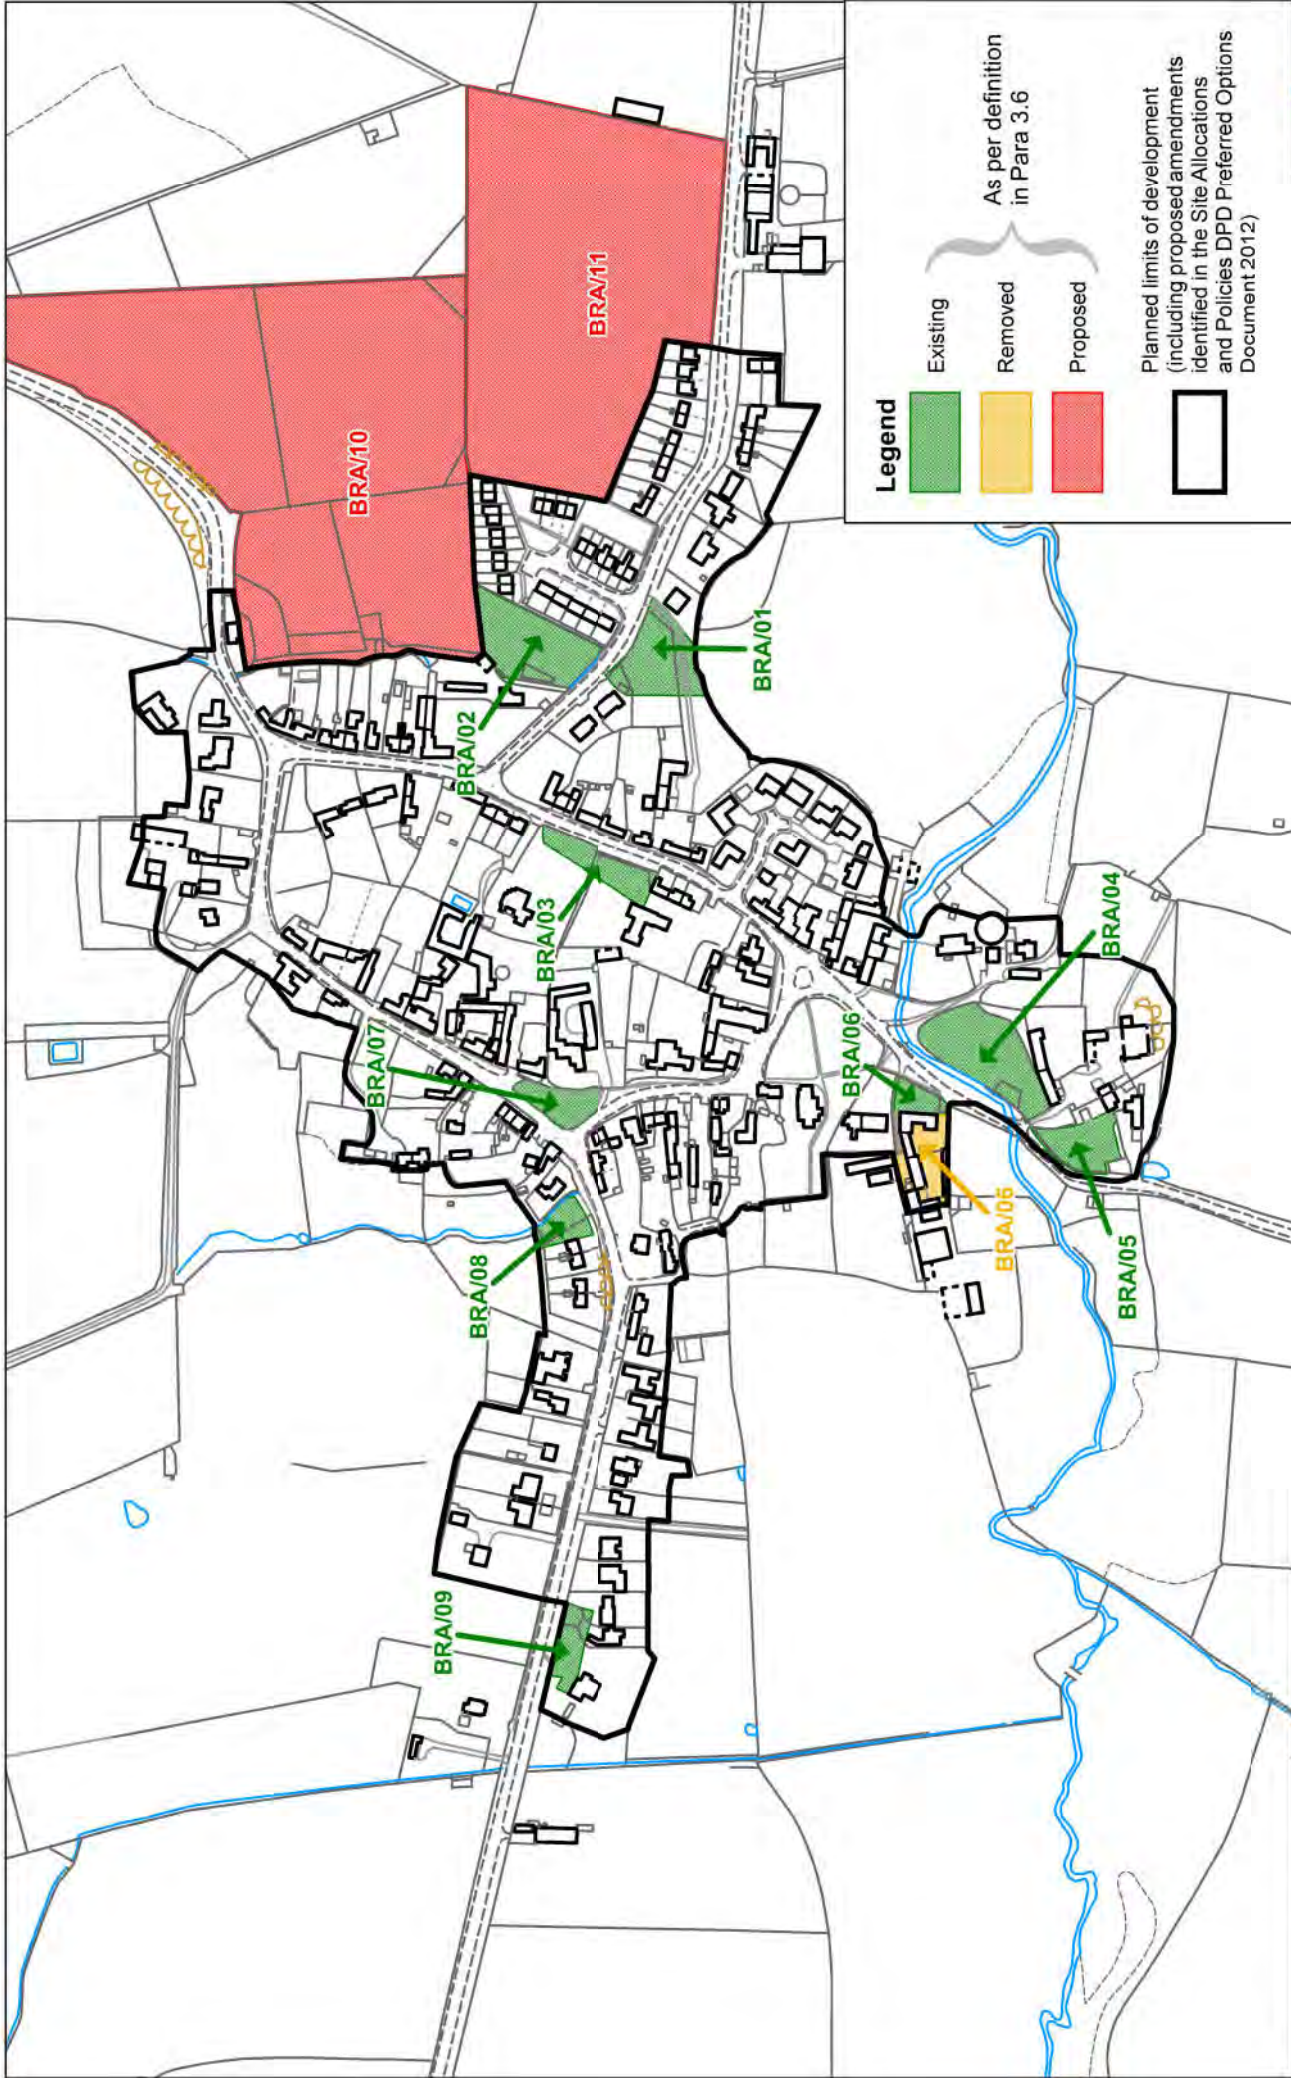 BRA/10
BRA/11
BRA/01
BRA/02
BRA/03
BRA/04
BRA/07
BRA/06
BRA/06
BRA/05
BRA/08
BRA/09
Legend
Existing
Removed
Proposed
As per definition
in Para 3.6
Planned limits of development
(including proposed amendments
identified in the Site Allocations
and Policies DPD Preferred Options
Document 2012)